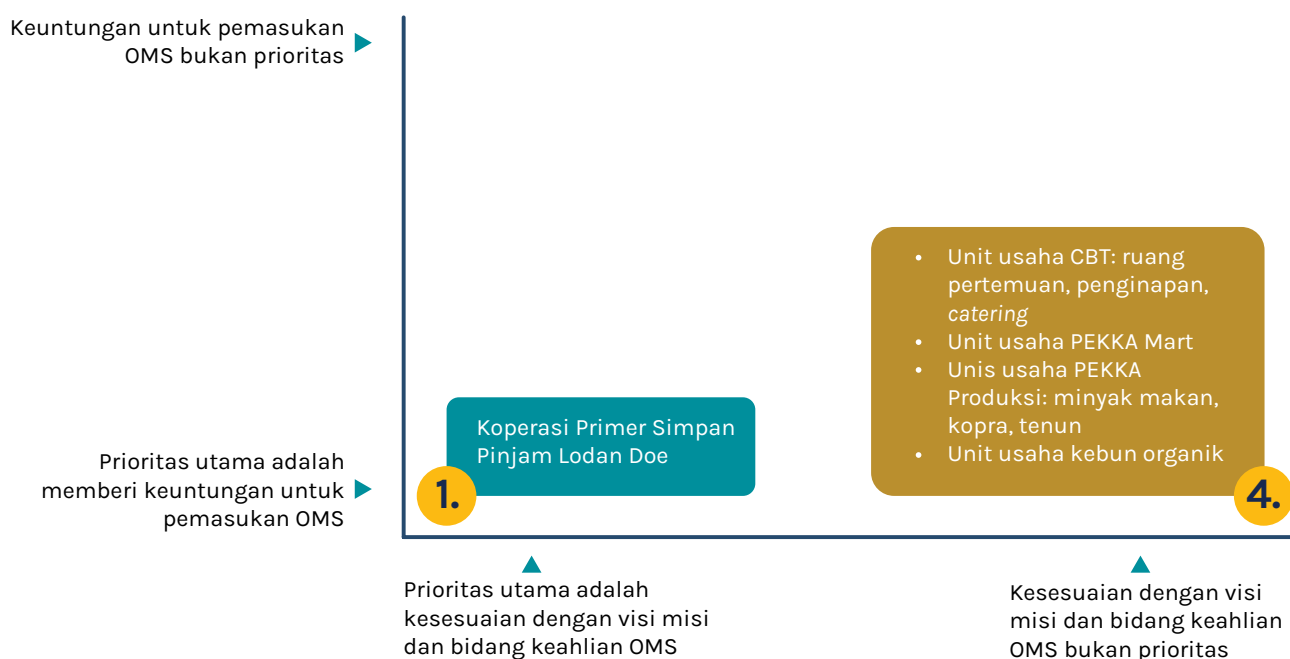 Keuntungan untuk pemasukan
OMS bukan prioritas
• Unit usaha CBT: ruang
pertemuan, penginapan,
catering
• Unit usaha PEKKA Mart
• Unis usaha PEKKA
Produksi: minyak makan,
kopra, tenun
• Unit usaha kebun organik
4.
Koperasi Primer Simpan
Pinjam Lodan Doe
1.
Prioritas utama adalah
memberi keuntungan untuk
pemasukan OMS
Prioritas utama adalah
kesesuaian dengan visi misi
dan bidang keahlian OMS
Kesesuaian dengan visi
misi dan bidang keahlian
OMS bukan prioritas